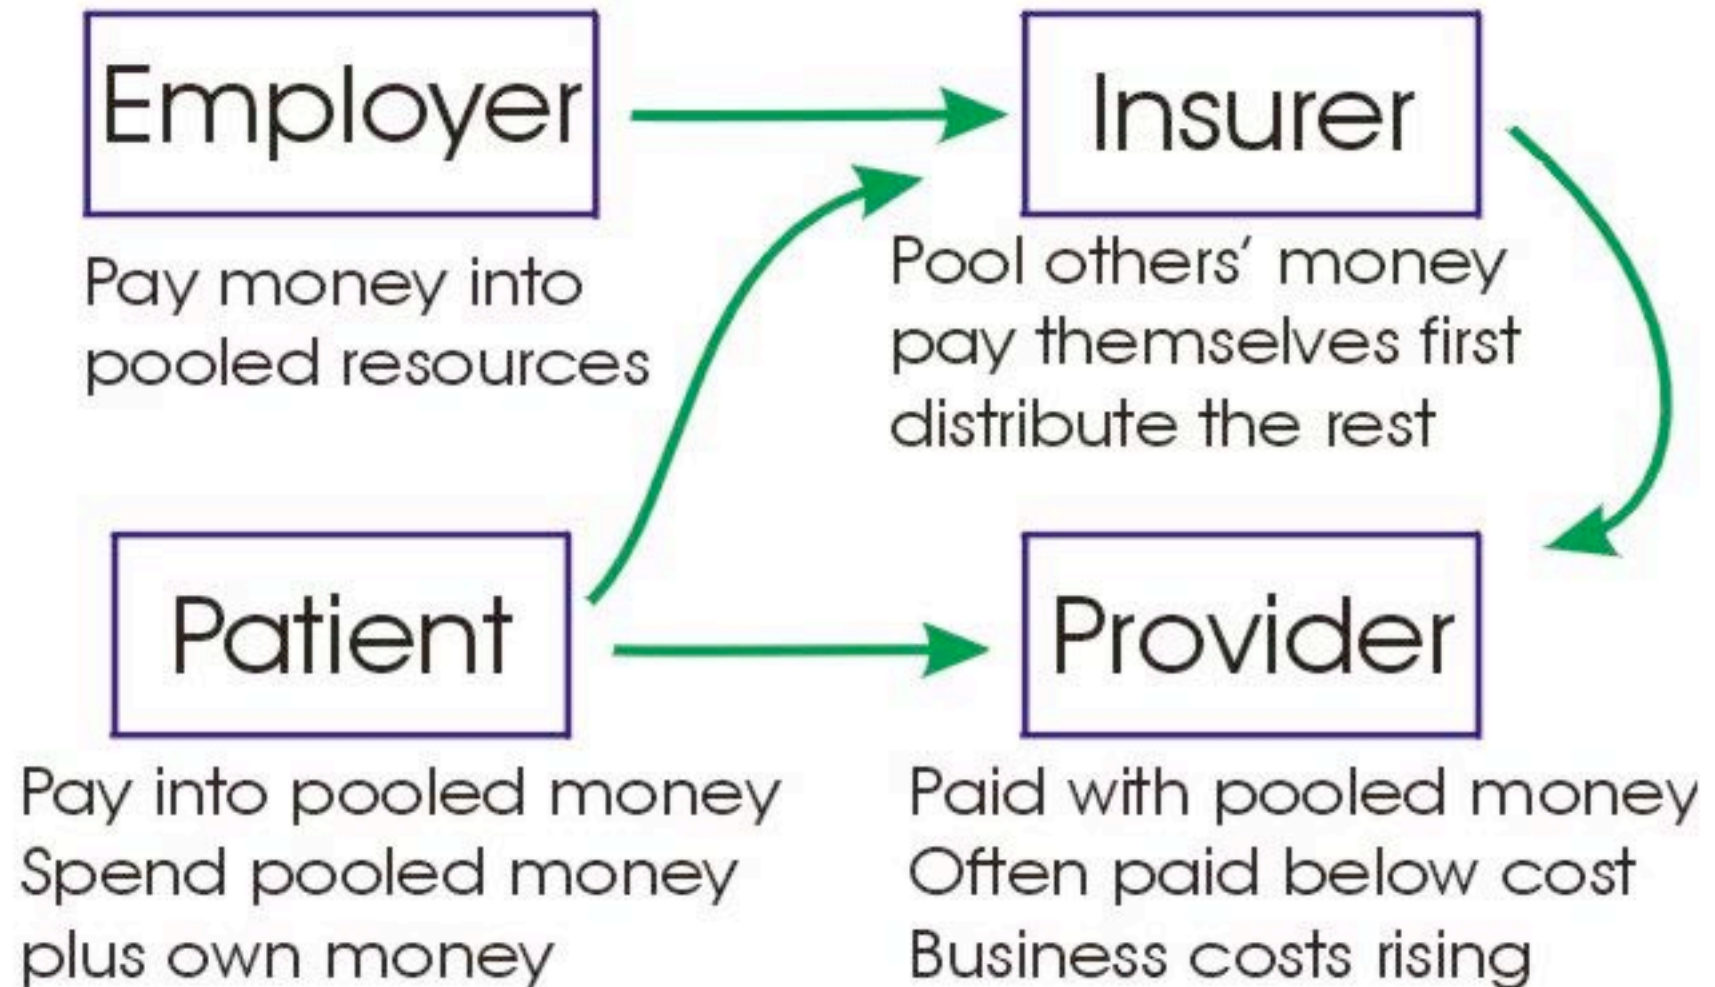 Employer
Pay money into
pooled resources
Insurer
Pool others’ money
pay themselves first
distribute the rest
Patient
Pay into pooled money
Spend pooled money
plus own money
Provider
Paid with pooled money
Often paid below cost
Business costs rising